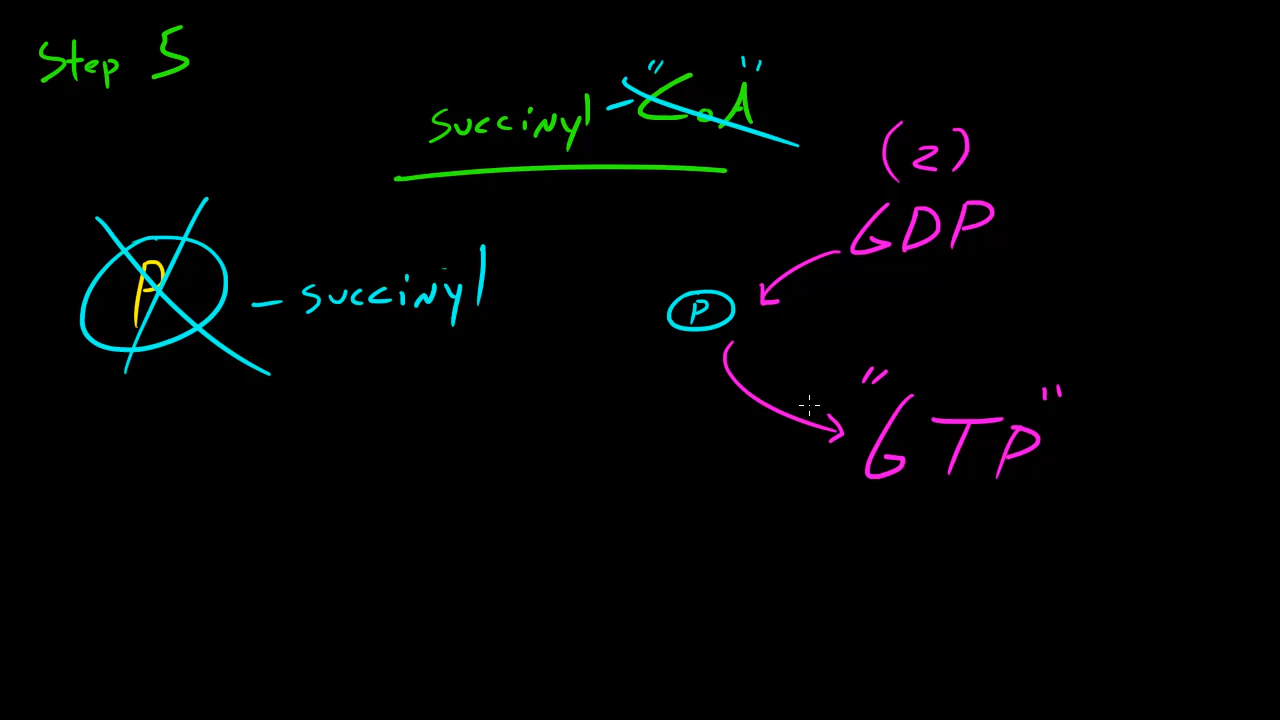 Step 5
succinyl - "CoA"
(2)
GDP
P - succinyl
P
"GTP"